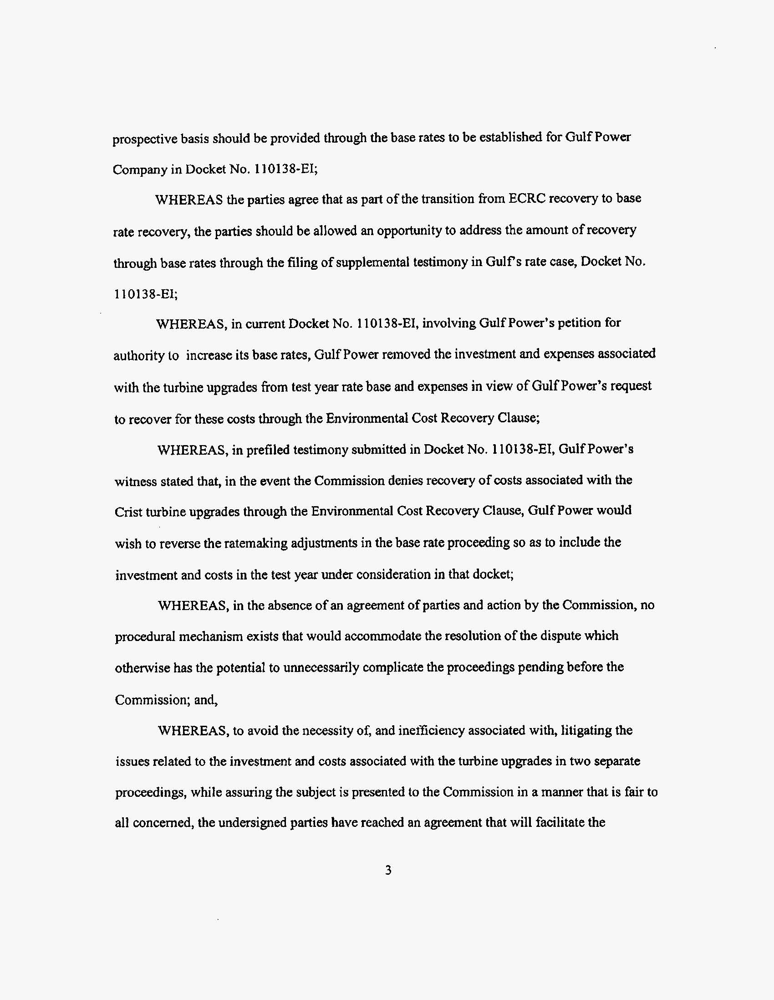 prospective basis should be provided through the base rates to be established for Gulf Power
Company in Docket No. 110138-EI;
WHEREAS the parties agree that as part of the transition from ECRC recovery to base
rate recovery, the parties should be allowed an opportunity to address the amount of recovery
through base rates through the filing of supplemental testimony in Gulf's rate case, Docket No.
110138-EI;
WHEREAS, in current Docket No. 110138-EI, involving Gulf Power's petition for
authority to increase its base rates, Gulf Power removed the investment and expenses associated
with the turbine upgrades from test year rate base and expenses in view of Gulf Power's request
to recover for these costs through the Environmental Cost Recovery Clause;
WHEREAS, in prefiled testimony submitted in Docket No. 110138-EI, Gulf Power's
witness stated that, in the event the Commission denies recovery of costs associated with the
Crist turbine upgrades through the Environmental Cost Recovery Clause, Gulf Power would
wish to reverse the ratemaking adjustments in the base rate proceeding so as to include the
investment and costs in the test year under consideration in that docket;
WHEREAS, in the absence of an agreement of parties and action by the Commission, no
procedural mechanism exists that would accommodate the resolution of the dispute which
otherwise has the potential to unnecessarily complicate the proceedings pending before the
Commission; and,
WHEREAS, to avoid the necessity of, and inefficiency associated with, litigating the
issues related to the investment and costs associated with the turbine upgrades in two separate
proceedings, while assuring the subject is presented to the Commission in a manner that is fair to
all concerned, the undersigned parties have reached an agreement that will facilitate the
3